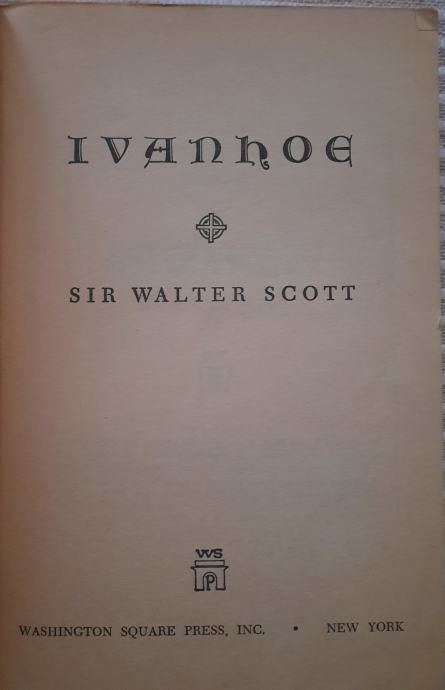 IVANHOE
SIR WALTER SCOTT
WS
P
WASHINGTON SQUARE PRESS, INC. • NEW YORK